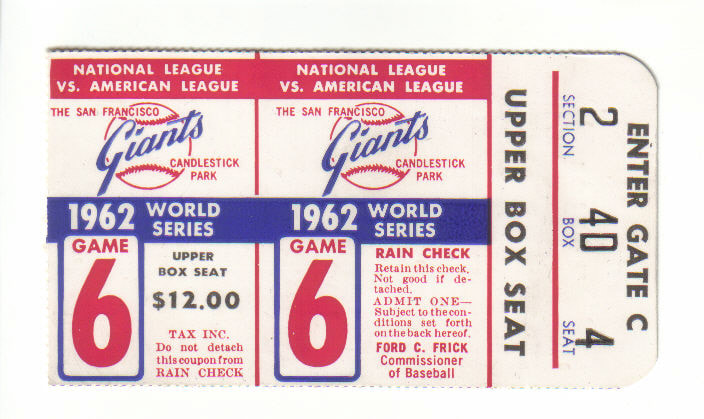 NATIONAL LEAGUE
VS. AMERICAN LEAGUE
THE SAN FRANCISCO
Giants
CANDLESTICK
PARK
1962 WORLD
SERIES
GAME
6
UPPER
BOX SEAT
$12.00
TAX INC.
Do not detach
this coupon from
RAIN CHECK
NATIONAL LEAGUE
VS. AMERICAN LEAGUE
THE SAN FRANCISCO
Giants
CANDLESTICK
PARK
1962 WORLD
SERIES
GAME
6
RAIN CHECK
Retain this check.
Not good if de-
tached.
ADMIT ONE—
Subject to the con-
ditions set forth
on the back hereof.
FORD C. FRICK
Commissioner
of Baseball
UPPER BOX SEAT
SECTION BOX SEAT
2 4D 4
ENTER GATE C